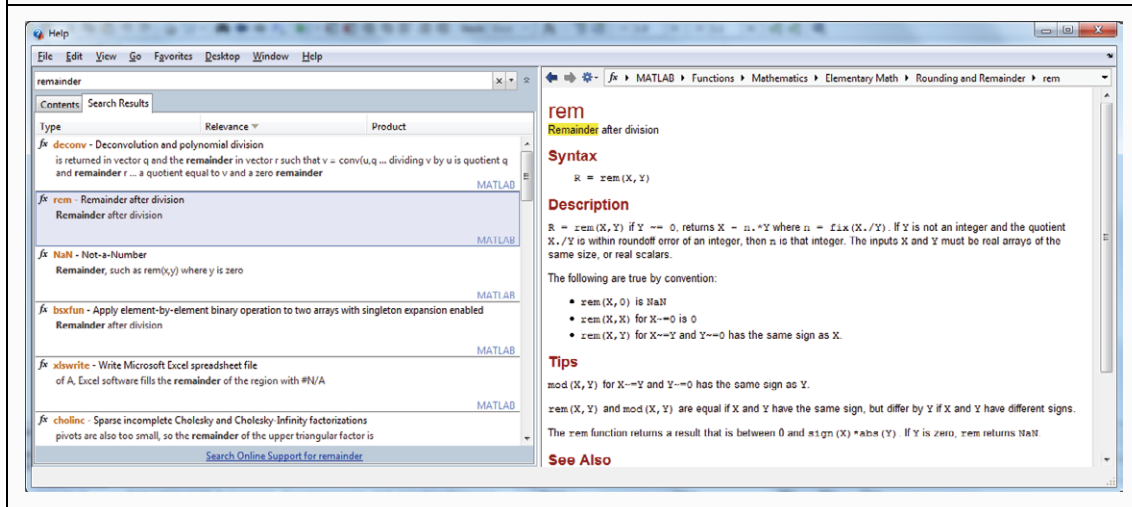 Help
File Edit View Go Favorites Desktop Window Help
remainder
Contents Search Results
Type Relevance Product
fx deconv - Deconvolution and polynomial division
is returned in vector q and the remainder in vector r such that v = conv(u,q ... dividing v by u is quotient q
and remainder r ... a quotient equal to v and a zero remainder
MATLAB
fx rem - Remainder after division
Remainder after division
MATLAB
fx NaN - Not-a-Number
Remainder, such as rem(x,y) where y is zero
MATLAB
fx bsxfun - Apply element-by-element binary operation to two arrays with singleton expansion enabled
Remainder after division
MATLAB
fx xlswrite - Write Microsoft Excel spreadsheet file
of A, Excel software fills the remainder of the region with #N/A
MATLAB
fx cholinc - Sparse incomplete Cholesky and Cholesky-Infinity factorizations
pivots are also too small, so the remainder of the upper triangular factor is
Search Online Support for remainder
fx MATLAB Functions Mathematics Elementary Math Rounding and Remainder rem
rem
Remainder after division
Syntax
R = rem(X,Y)
Description
R = rem(X,Y) if Y ~= 0, returns X - n.*Y where n = fix(X./Y). If Y is not an integer and the quotient
X./Y is within roundoff error of an integer, then n is that integer. The inputs X and Y must be real arrays of the
same size, or real scalars.
The following are true by convention:
• rem(X,0) is NaN
• rem(X,X) for X~=0 is 0
• rem(X,Y) for X~=Y and Y~=0 has the same sign as X.
Tips
mod(X,Y) for X~=Y and Y~=0 has the same sign as Y.
rem(X,Y) and mod(X,Y) are equal if X and Y have the same sign, but differ by Y if X and Y have different signs.
The rem function returns a result that is between 0 and sign(X)*abs(Y). If Y is zero, rem returns NaN.
See Also